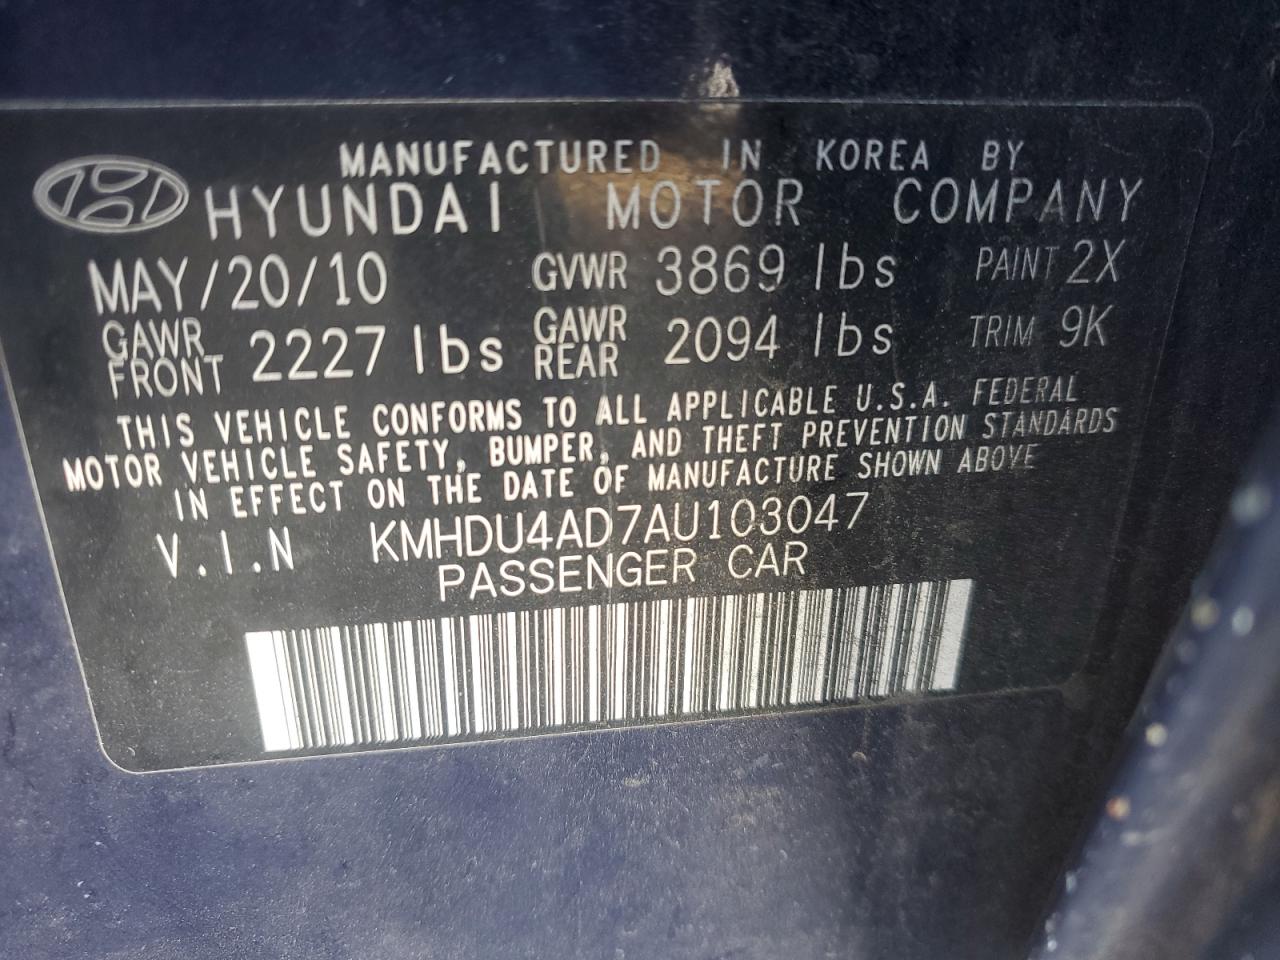 MANUFACTURED IN KOREA BY
HYUNDAI MOTOR COMPANY
MAY/20/10 GVWR 3869 lbs PAINT 2X
GAWR FRONT 2227 lbs GAWR REAR 2094 lbs TRIM 9K
THIS VEHICLE CONFORMS TO ALL APPLICABLE U.S.A. FEDERAL
MOTOR VEHICLE SAFETY, BUMPER, AND THEFT PREVENTION STANDARDS
IN EFFECT ON THE DATE OF MANUFACTURE SHOWN ABOVE
V.I.N KMHDU4AD7AU103047
PASSENGER CAR